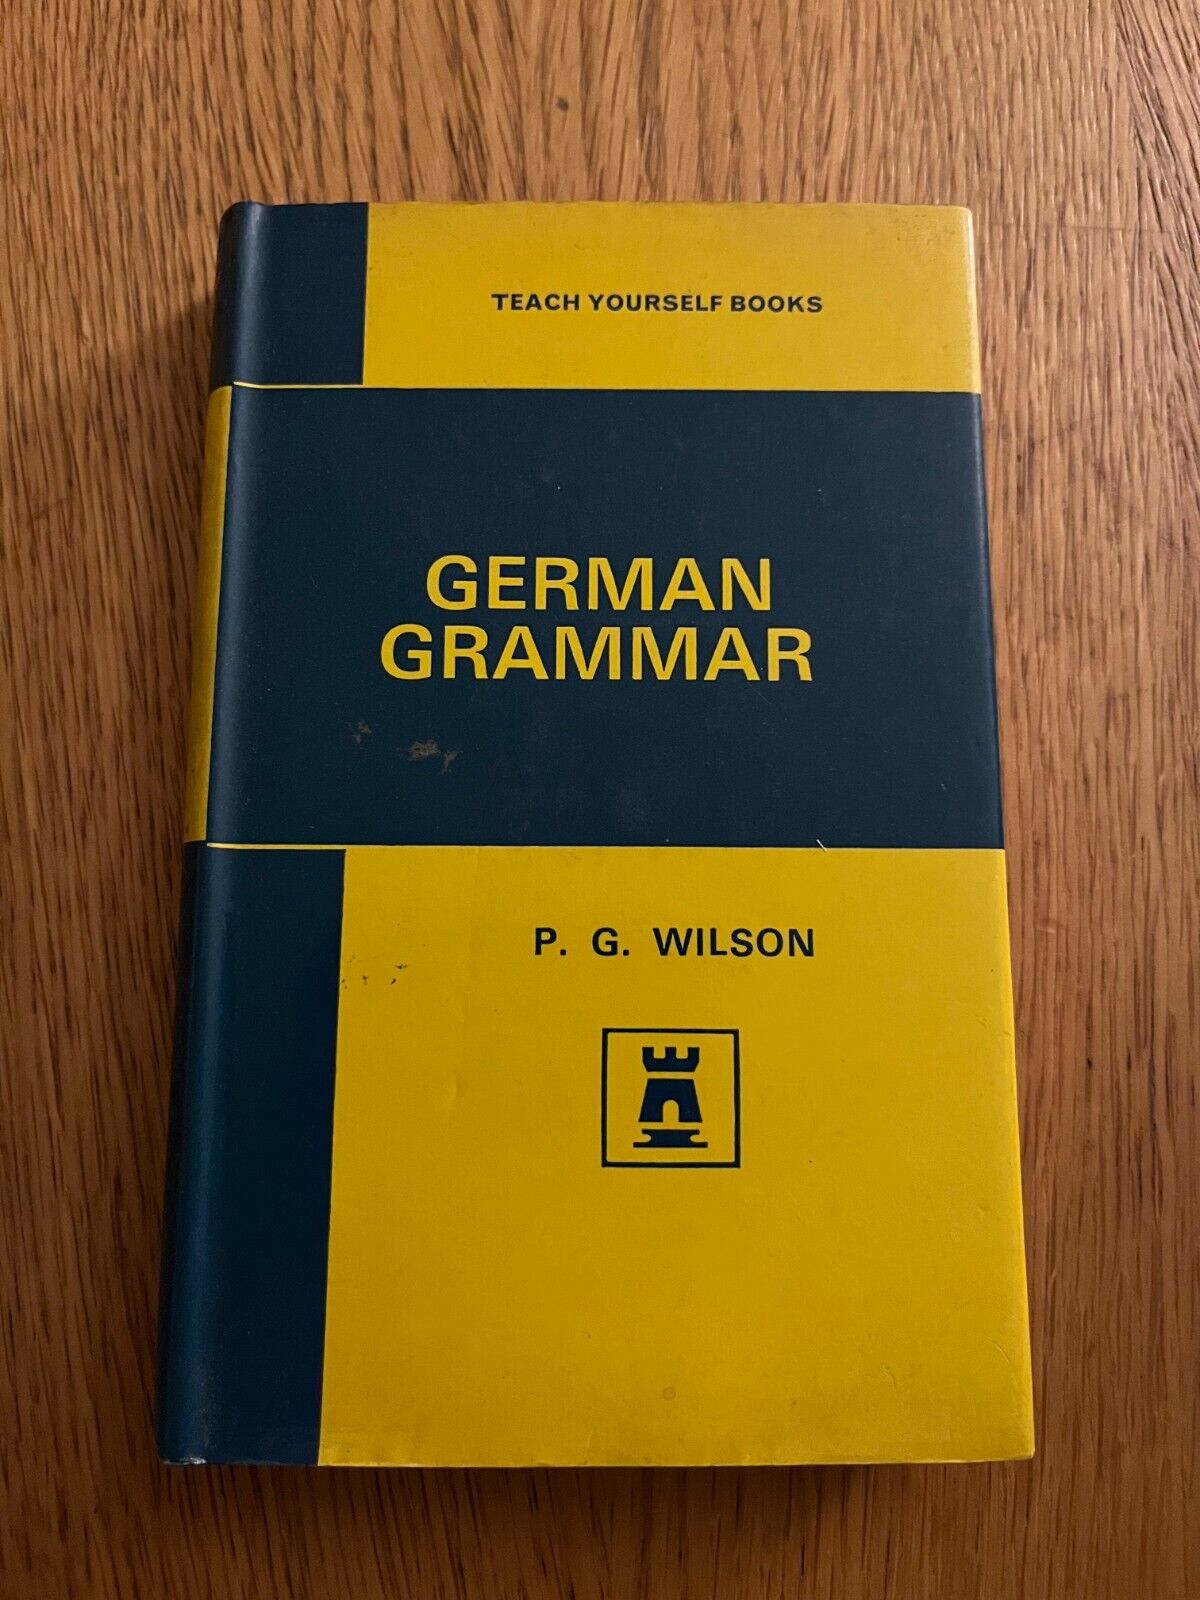 TEACH YOURSELF BOOKS
GERMAN
GRAMMAR
P. G. WILSON